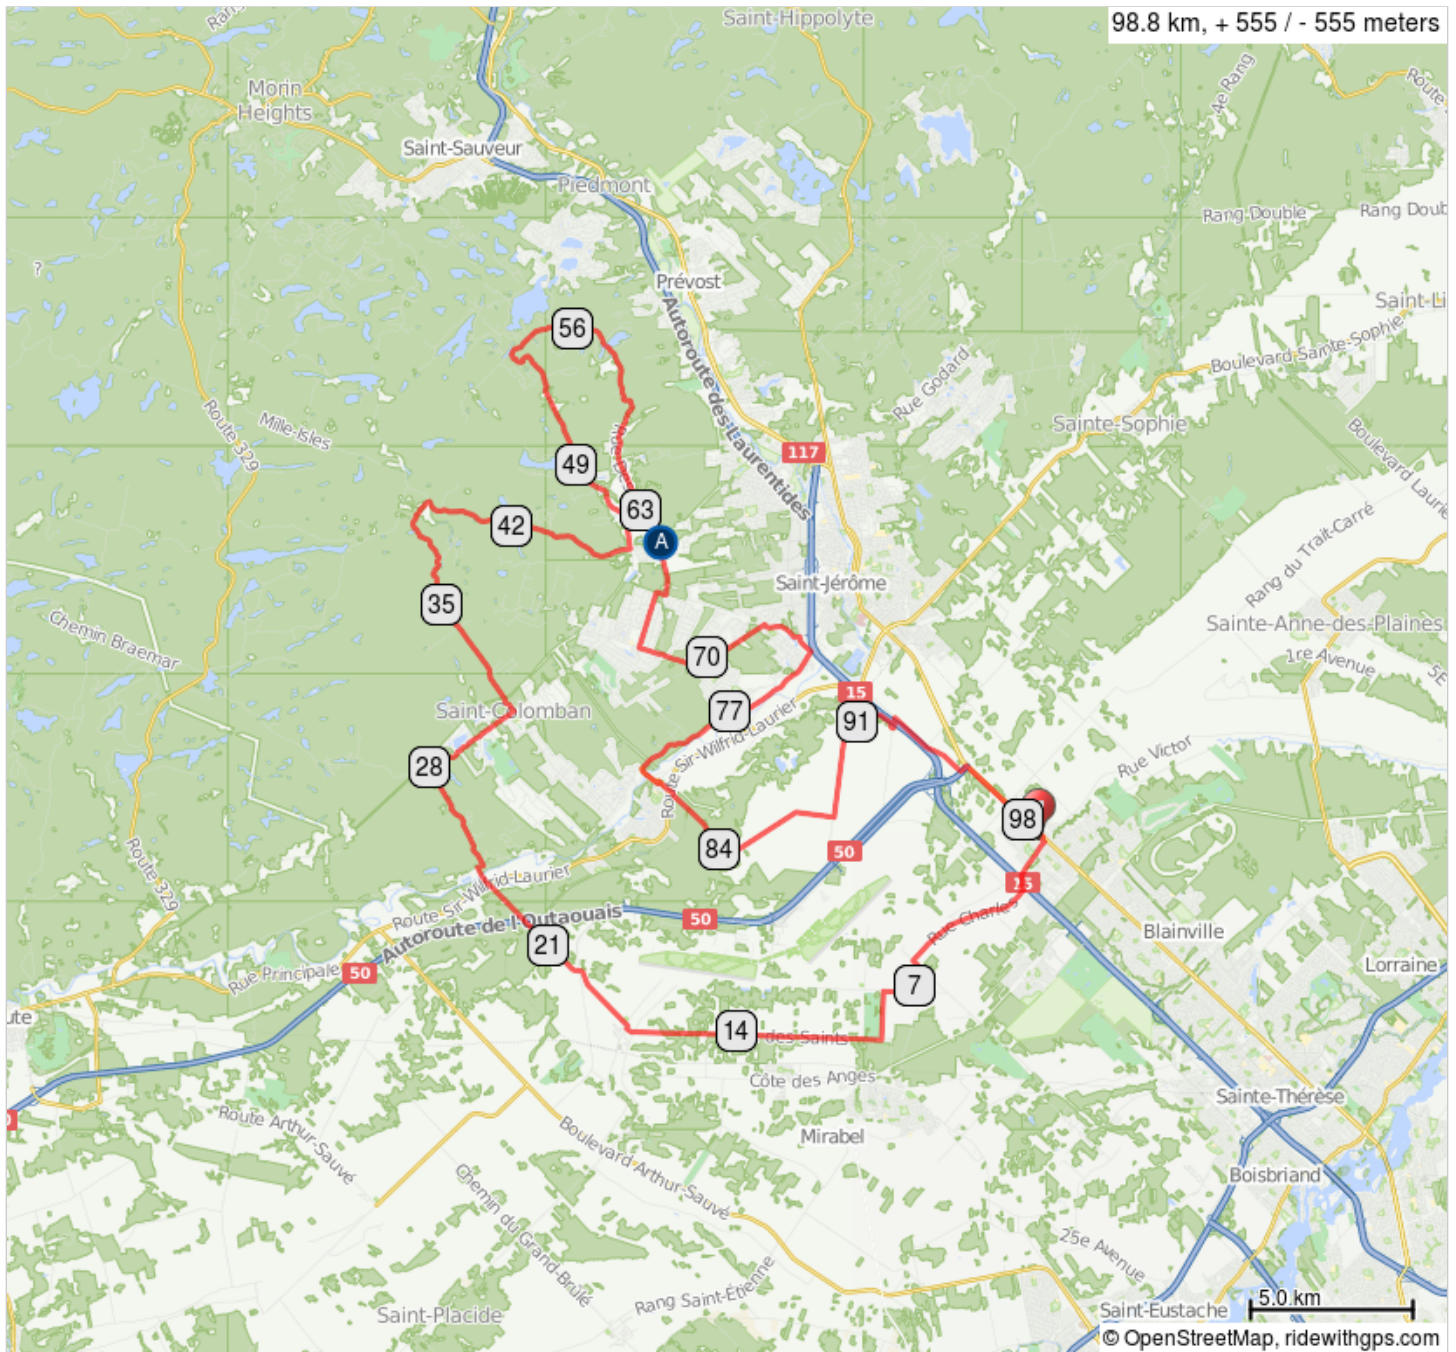 98.8 km, + 555 / - 555 meters
Saint-Hippolyte
4e Rang
Morin
Heights
Saint-Sauveur
Piedmont
Rang Double
Prévost
?
Autoroute des Laurentides
Boulevard Sainte-Sophie
56
Rue Godard
Mille-Isles
Route 329
Sainte-Sophie
117
49
63
42
A
Rang du Trait-Carré
Saint-Jérôme
35
Chemin Braemar
Sainte-Anne-des-Plaines
1re Avenue
70
15
Saint-Colomban
77
91
Route Sir-Wilfrid-Laurier
Rue Victor
28
98
84
50
Route 329
Route Sir-Wilfrid-Laurier
15
Autoroute de l'Outaouais
50
Rue Charles
21
Blainville
Rue Principale
50
Lorraine
7
14
des Saints
Côte des Anges
Sainte-Thérèse
Route Arthur-Sauvé
Boulevard Arthur-Sauvé
Mirabel
Boisbriand
Chemin du Grand-Brulé
25e Avenue
Rang Saint-Étienne
Saint-Placide
5.0 km
Saint-Eustache
© OpenStreetMap, ridewithgps.com